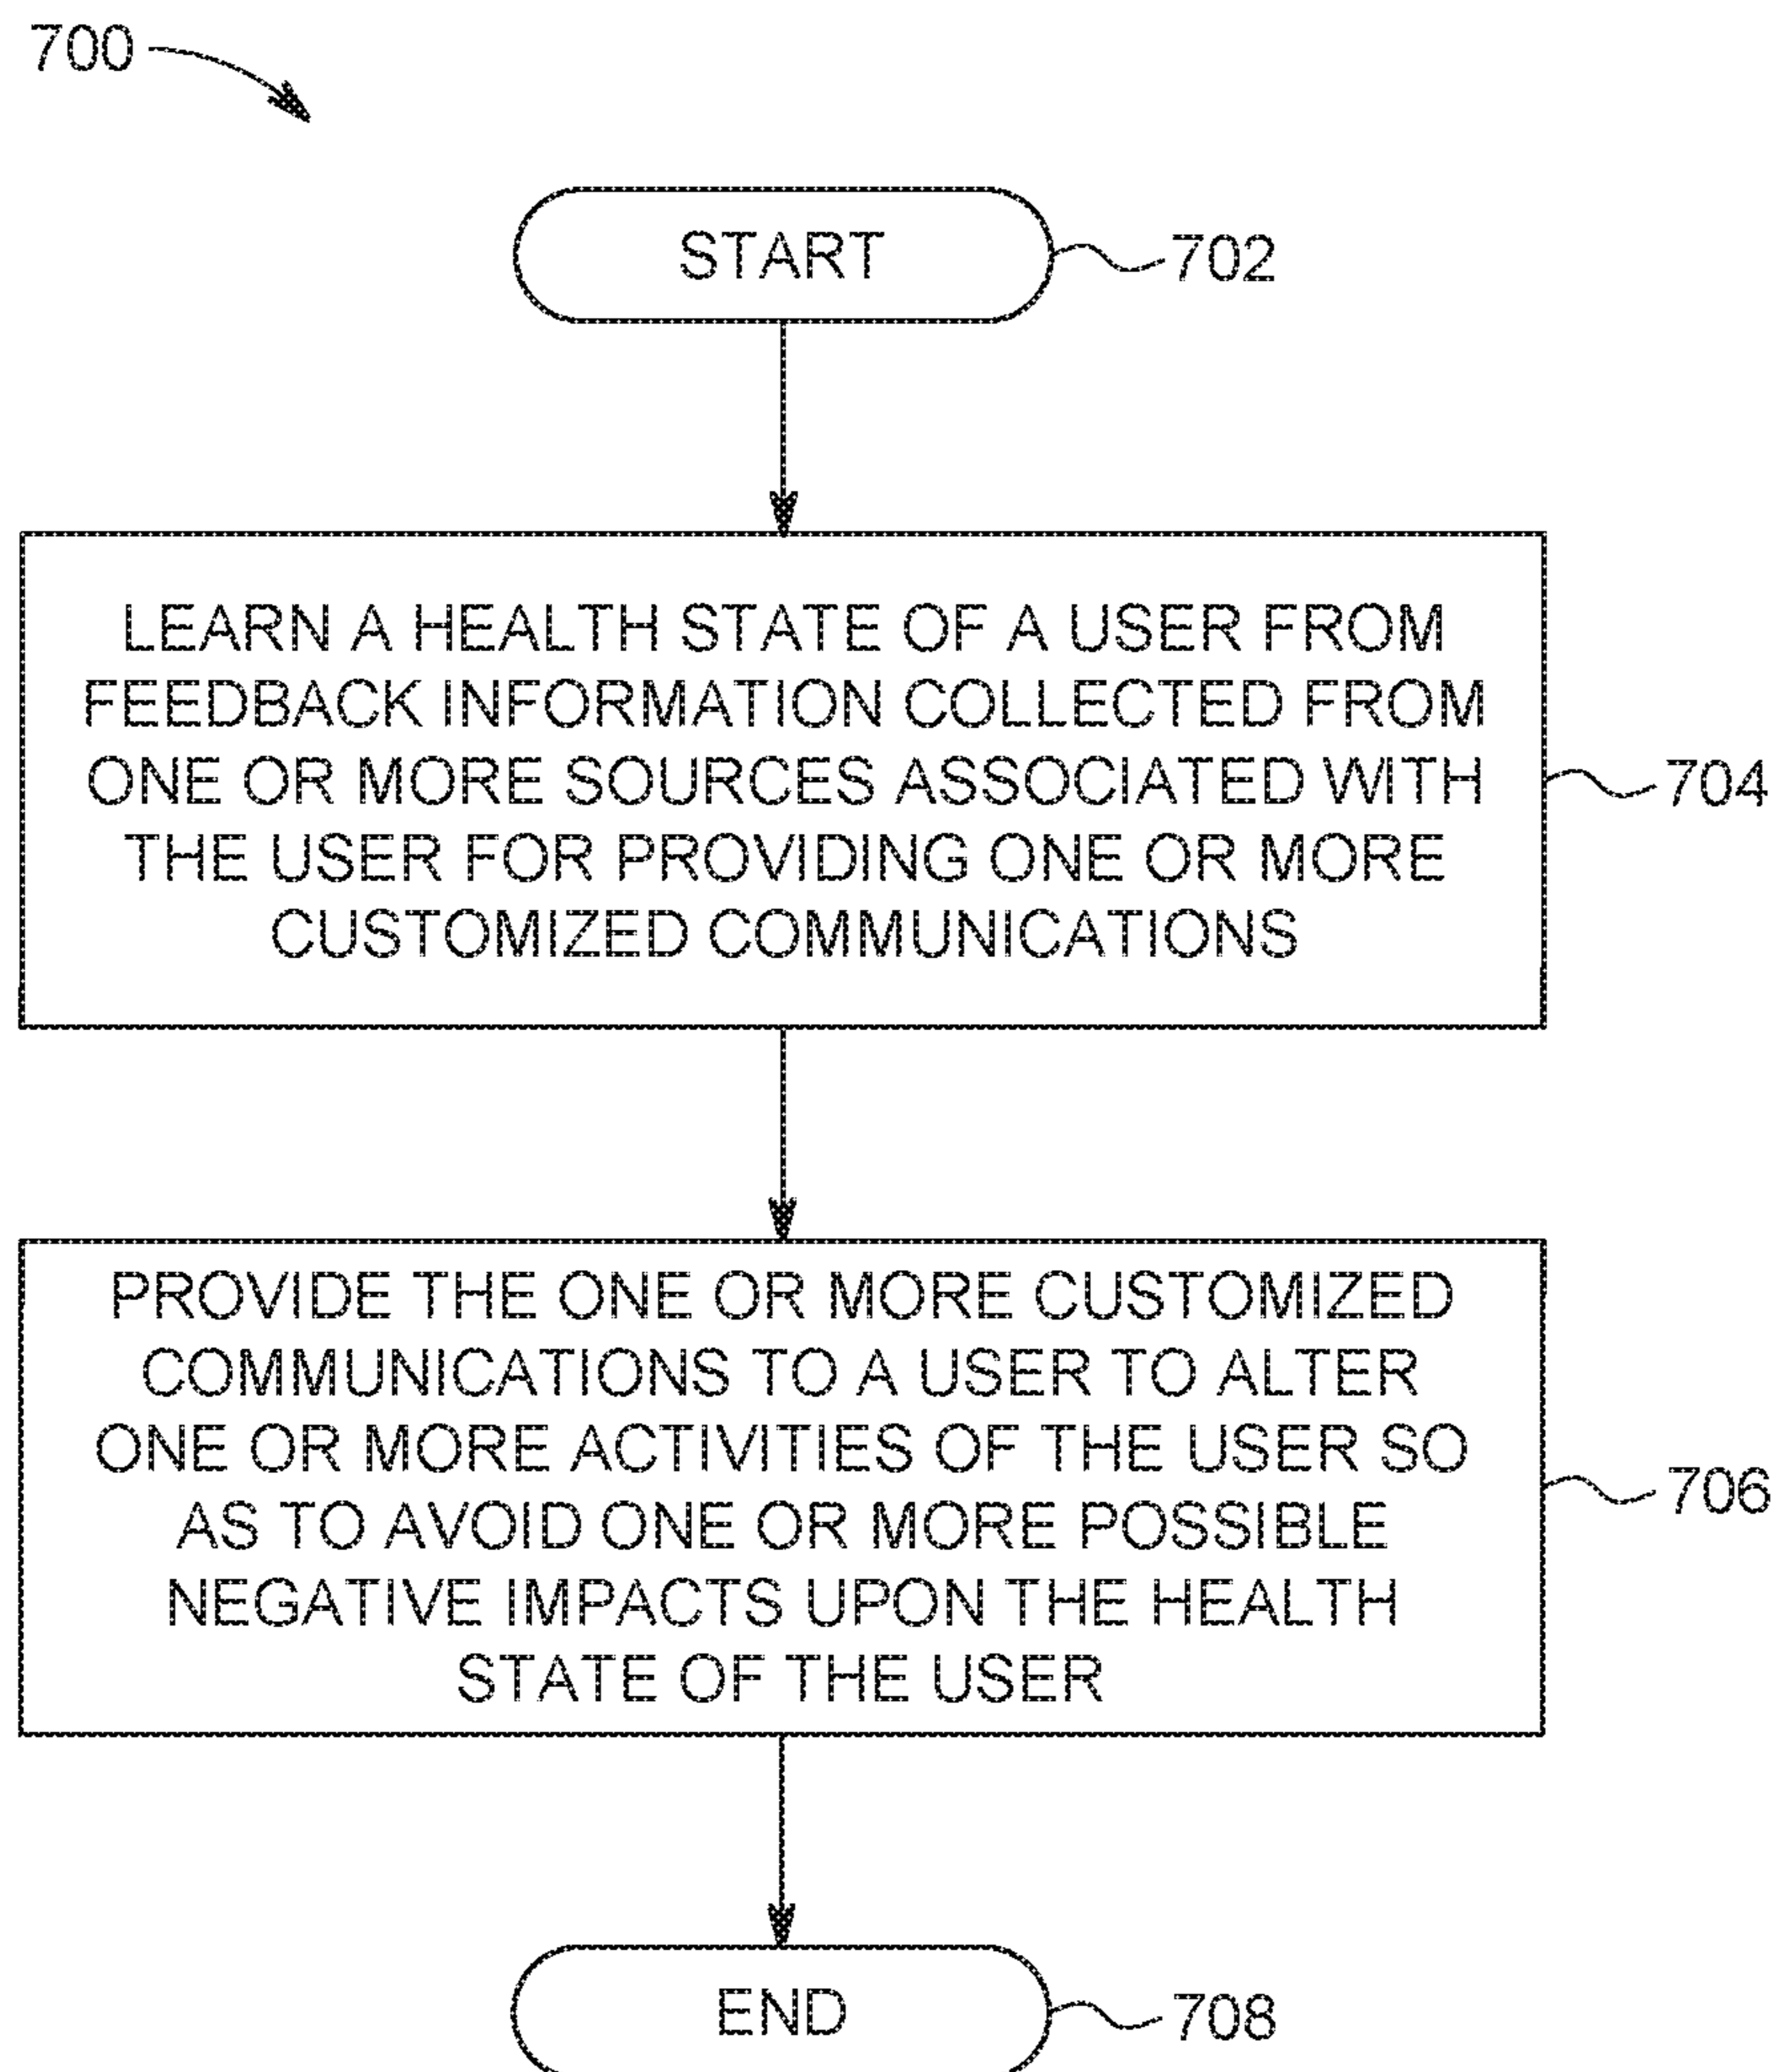 700
START
702
LEARN A HEALTH STATE OF A USER FROM
FEEDBACK INFORMATION COLLECTED FROM
ONE OR MORE SOURCES ASSOCIATED WITH
THE USER FOR PROVIDING ONE OR MORE
CUSTOMIZED COMMUNICATIONS
704
PROVIDE THE ONE OR MORE CUSTOMIZED
COMMUNICATIONS TO A USER TO ALTER
ONE OR MORE ACTIVITIES OF THE USER SO
AS TO AVOID ONE OR MORE POSSIBLE
NEGATIVE IMPACTS UPON THE HEALTH
STATE OF THE USER
706
END
708